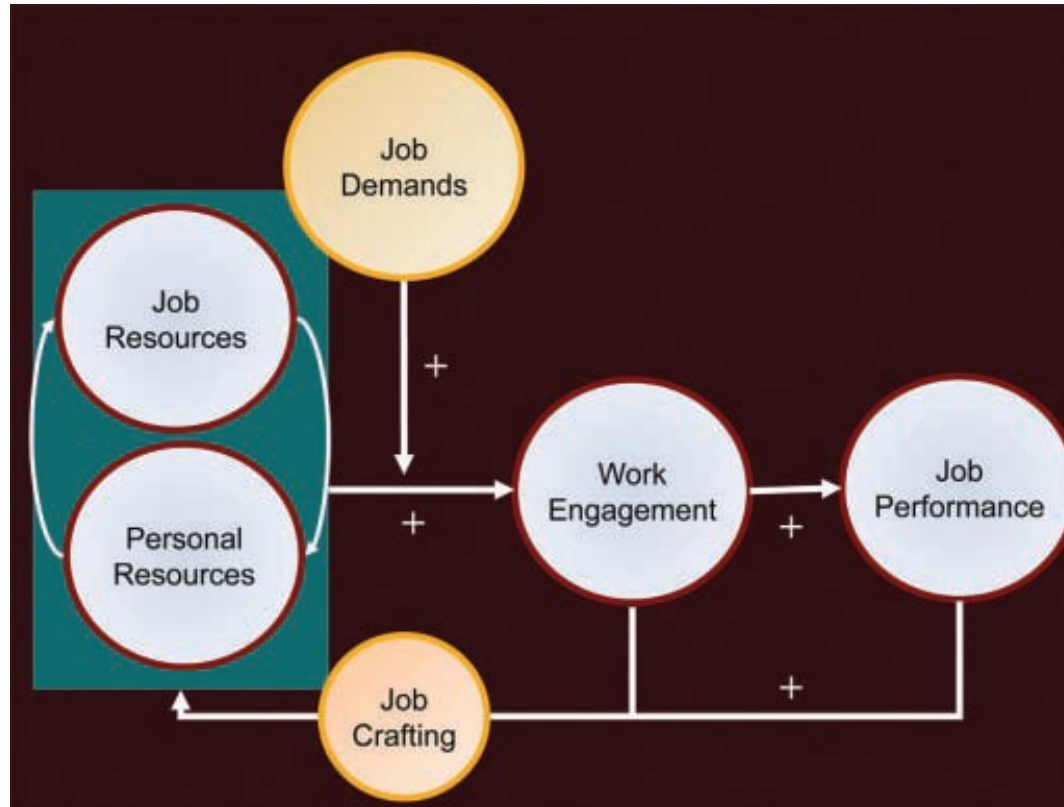 Job
Demands
Job
Resources
+
Work
Engagement
Job
Performance
+
+
Personal
Resources
+
Job
Crafting